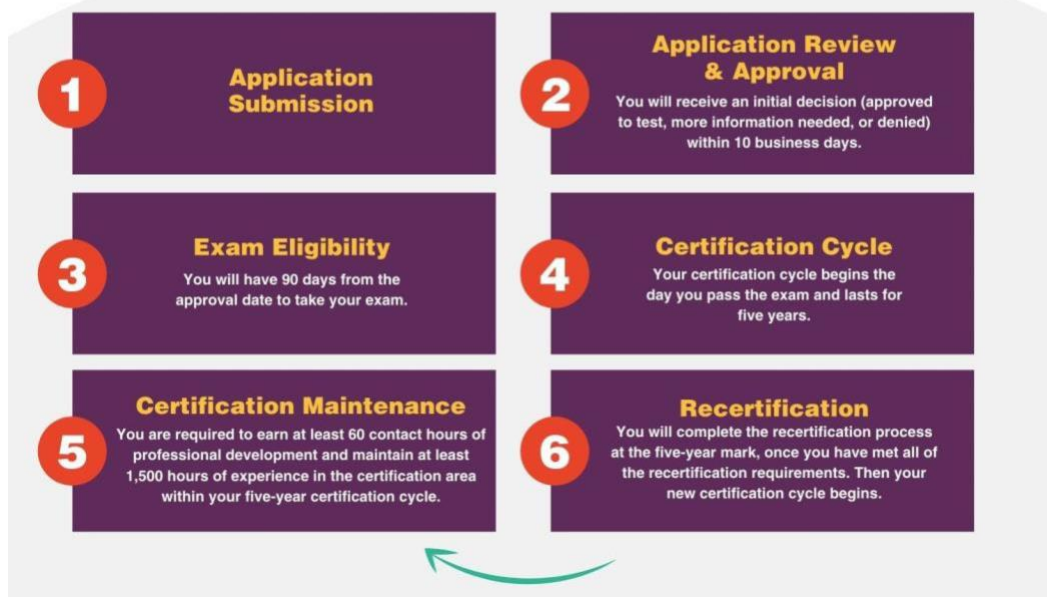 1
Application
Submission
2
Application Review
& Approval
You will receive an initial decision (approved
to test, more information needed, or denied)
within 10 business days.
3
Exam Eligibility
You will have 90 days from the
approval date to take your exam.
4
Certification Cycle
Your certification cycle begins the
day you pass the exam and lasts for
five years.
5
Certification Maintenance
You are required to earn at least 60 contact hours of
professional development and maintain at least
1,500 hours of experience in the certification area
within your five-year certification cycle.
6
Recertification
You will complete the recertification process
at the five-year mark, once you have met all of
the recertification requirements. Then your
new certification cycle begins.